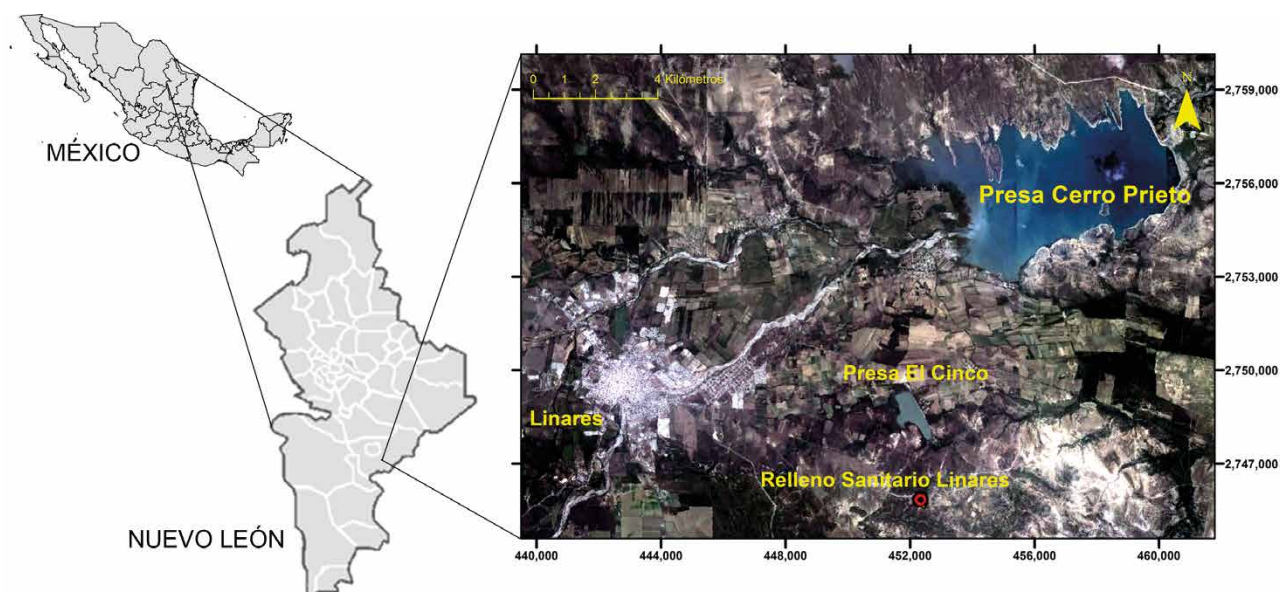 MÉXICO
NUEVO LEÓN
0 1 2 4 Kilómetros
N
Presa Cerro Prieto
Presa El Cinco
Linares
Relleno Sanitario Linares
2,759,000
2,756,000
2,753,000
2,750,000
2,747,000
440,000 444,000 448,000 452,000 456,000 460,000